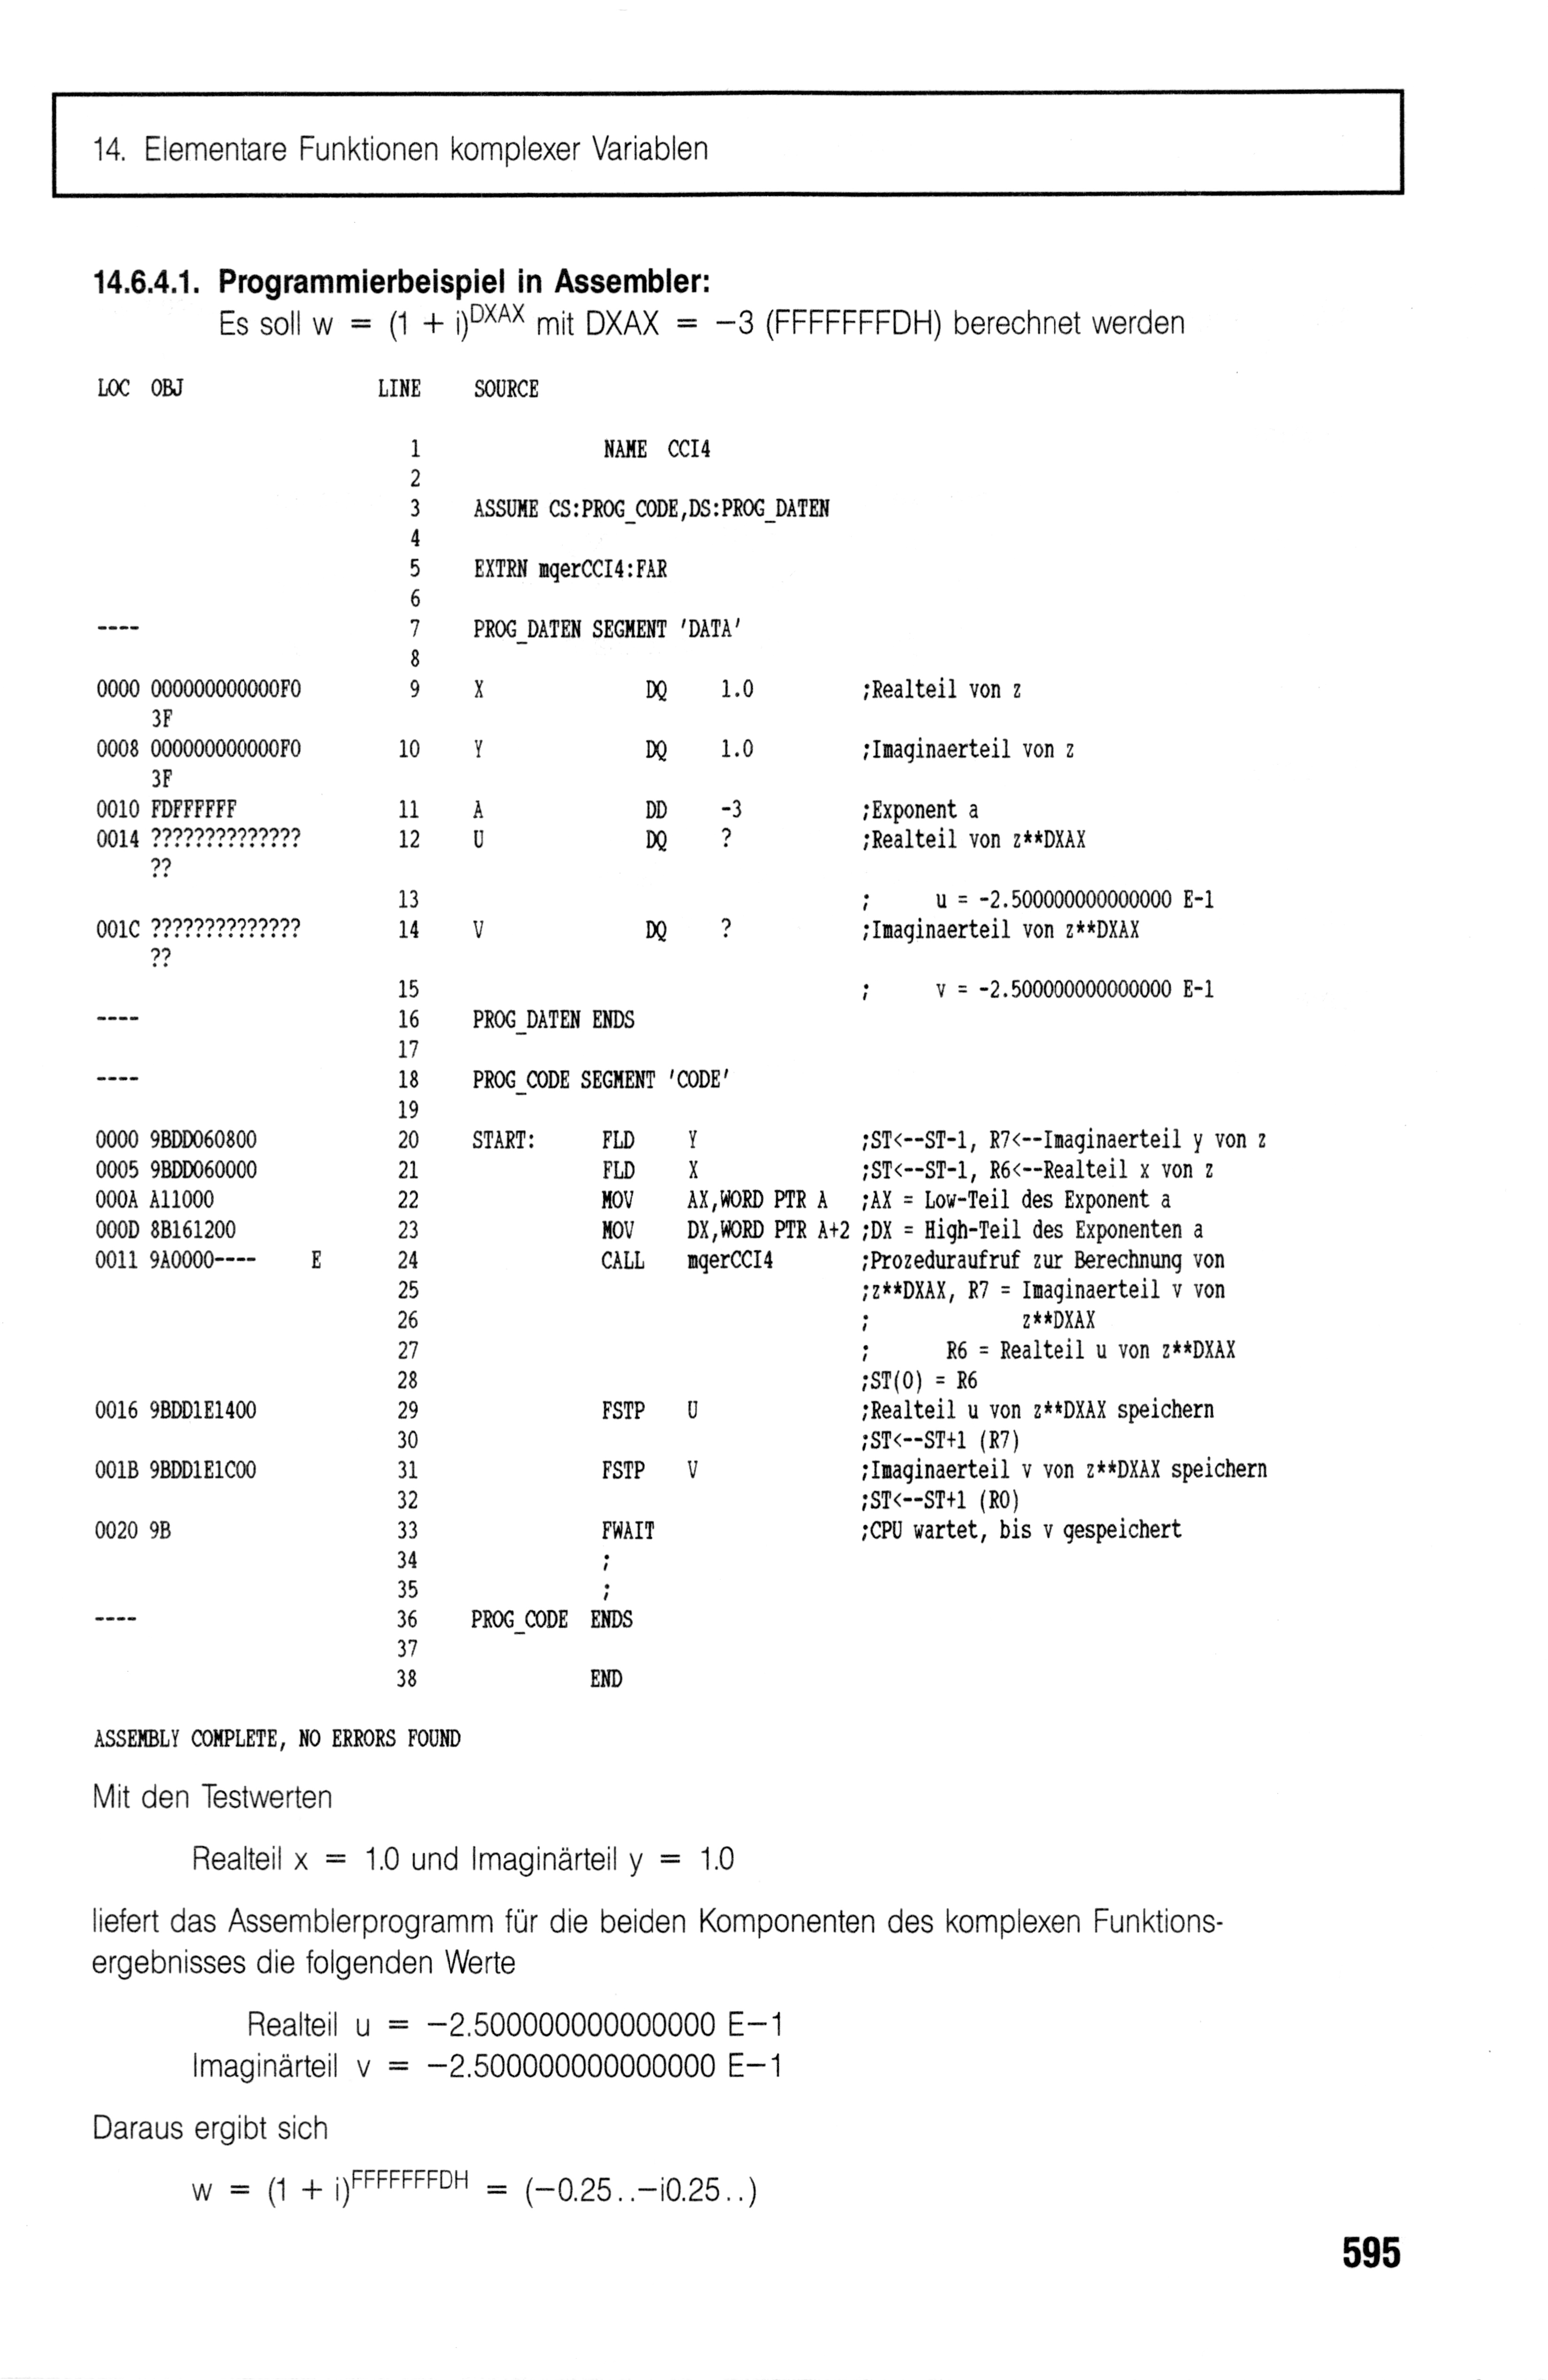 14. Elementare Funktionen komplexer Variablen
14.6.4.1. Programmierbeispiel in Assembler:
Es soll w = (1 + i)^DXAX mit DXAX = −3 (FFFFFFFDH) berechnet werden
LOC OBJ LINE SOURCE
1 NAME CCI4
2
3 ASSUME CS:PROG_CODE,DS:PROG_DATEN
4
5 EXTRN mqerCCI4:FAR
6
---- 7 PROG_DATEN SEGMENT 'DATA'
8
0000 000000000000F0 9 X DQ 1.0 ;Realteil von z
3F
0008 000000000000F0 10 Y DQ 1.0 ;Imaginaerteil von z
3F
0010 FDFFFFFF 11 A DD -3 ;Exponent a
0014 ?????????????? 12 U DQ ? ;Realteil von z**DXAX
??
13 ; u = -2.500000000000000 E-1
001C ?????????????? 14 V DQ ? ;Imaginaerteil von z**DXAX
??
15 ; v = -2.500000000000000 E-1
---- 16 PROG_DATEN ENDS
17
---- 18 PROG_CODE SEGMENT 'CODE'
19
0000 9BDD060800 20 START: FLD Y ;ST<--ST-1, R7<--Imaginaerteil y von z
0005 9BDD060000 21 FLD X ;ST<--ST-1, R6<--Realteil x von z
000A A11000 22 MOV AX,WORD PTR A ;AX = Low-Teil des Exponent a
000D 8B161200 23 MOV DX,WORD PTR A+2 ;DX = High-Teil des Exponenten a
0011 9A0000---- E 24 CALL mqerCCI4 ;Prozeduraufruf zur Berechnung von
25 ;z**DXAX, R7 = Imaginaerteil v von
26 ; z**DXAX
27 ; R6 = Realteil u von z**DXAX
28 ;ST(0) = R6
0016 9BDD1E1400 29 FSTP U ;Realteil u von z**DXAX speichern
30 ;ST<--ST+1 (R7)
001B 9BDD1E1C00 31 FSTP V ;Imaginaerteil v von z**DXAX speichern
32 ;ST<--ST+1 (R0)
0020 9B 33 FWAIT ;CPU wartet, bis v gespeichert
34 ;
35 ;
---- 36 PROG_CODE ENDS
37
38 END
ASSEMBLY COMPLETE, NO ERRORS FOUND
Mit den Testwerten
Realteil x = 1.0 und Imaginärteil y = 1.0
liefert das Assemblerprogramm für die beiden Komponenten des komplexen Funktions-
ergebnisses die folgenden Werte
Realteil u = −2.500000000000000 E−1
Imaginärteil v = −2.500000000000000 E−1
Daraus ergibt sich
w = (1 + i)^FFFFFFFDH = (−0.25..−i0.25..)
595